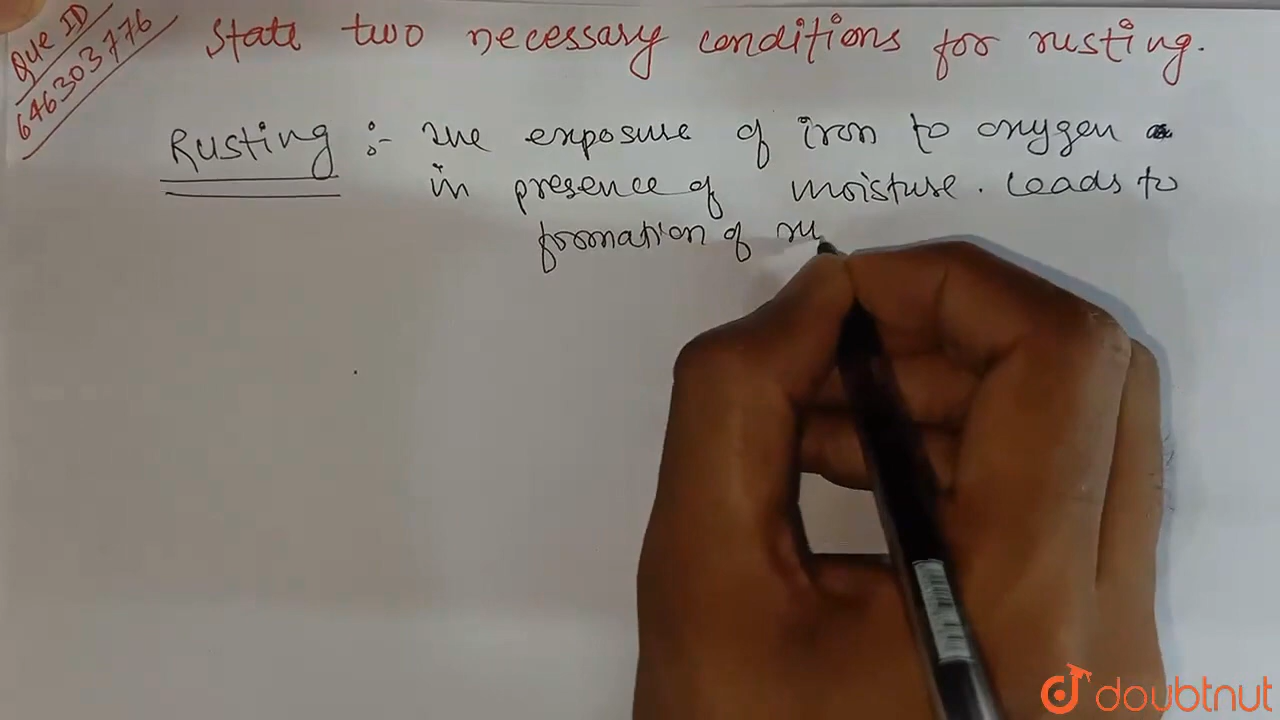 Que ID
646303776
State two necessary conditions for rusting.
Rusting :- The exposure of iron to oxygen
in presence of moisture. Leads to
formation of ru
doubtnut